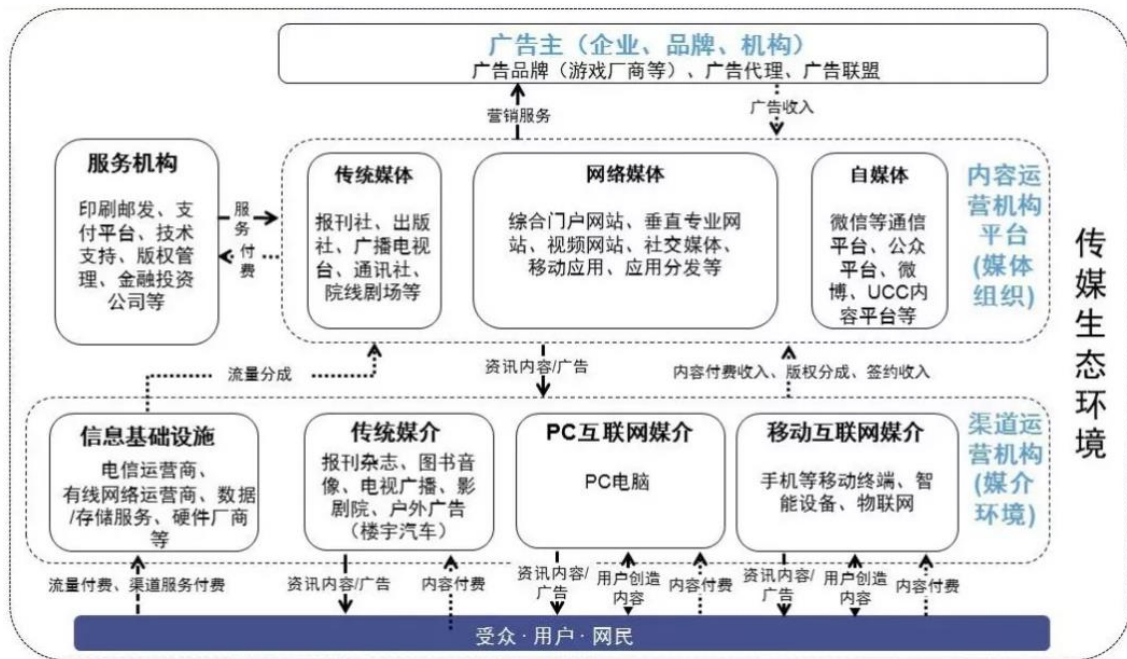 广告主（企业、品牌、机构）
广告品牌（游戏厂商等）、广告代理、广告联盟
营销服务
广告收入
服务机构
印刷邮发、支
付平台、技术
支持、版权管
理、金融投资
公司等
服
务
付
费
传统媒体
报刊社、出版
社、广播电视
台、通讯社、
院线剧场等
网络媒体
综合门户网站、垂直专业网
站、视频网站、社交媒体、
移动应用、应用分发等
自媒体
微信等通信
平台、公众
平台、微
博、UCC内
容平台等
内容运
营机构
平台
(媒体
组织)
传
媒
生
态
环
境
流量分成
资讯内容/广告
内容付费收入、版权分成、签约收入
信息基础设施
电信运营商、
有线网络运营商、数据
/存储服务、硬件厂商
等
传统媒介
报刊杂志、图书音
像、电视广播、影
剧院、户外广告
（楼宇汽车）
PC互联网媒介
PC电脑
移动互联网媒介
手机等移动终端、智
能设备、物联网
渠道运
营机构
(媒介
环境)
流量付费、渠道服务付费
资讯内容/广告
内容付费
资讯内容/
广告
用户创造
内容
内容付费
资讯内容/
广告
用户创造
内容
内容付费
受众·用户·网民